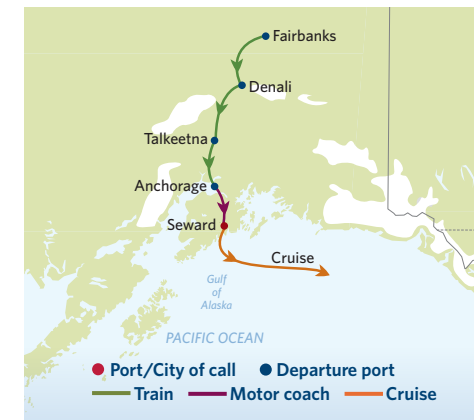 Fairbanks
Denali
Talkeetna
Anchorage
Seward
Cruise
Gulf
of
Alaska
PACIFIC OCEAN
Port/City of call Departure port
Train Motor coach Cruise